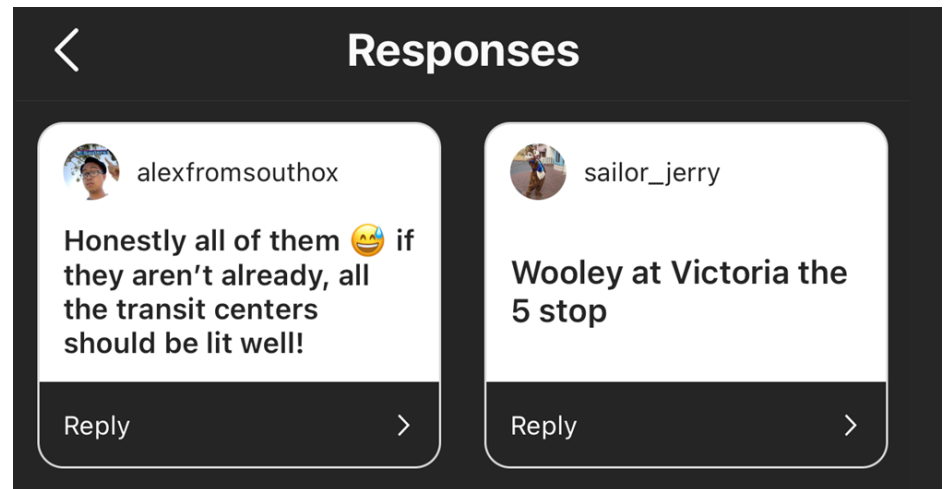 Responses
alexfromsouthox
Honestly all of them 😅 if
they aren't already, all
the transit centers
should be lit well!
Reply
sailor_jerry
Wooley at Victoria the
5 stop
Reply